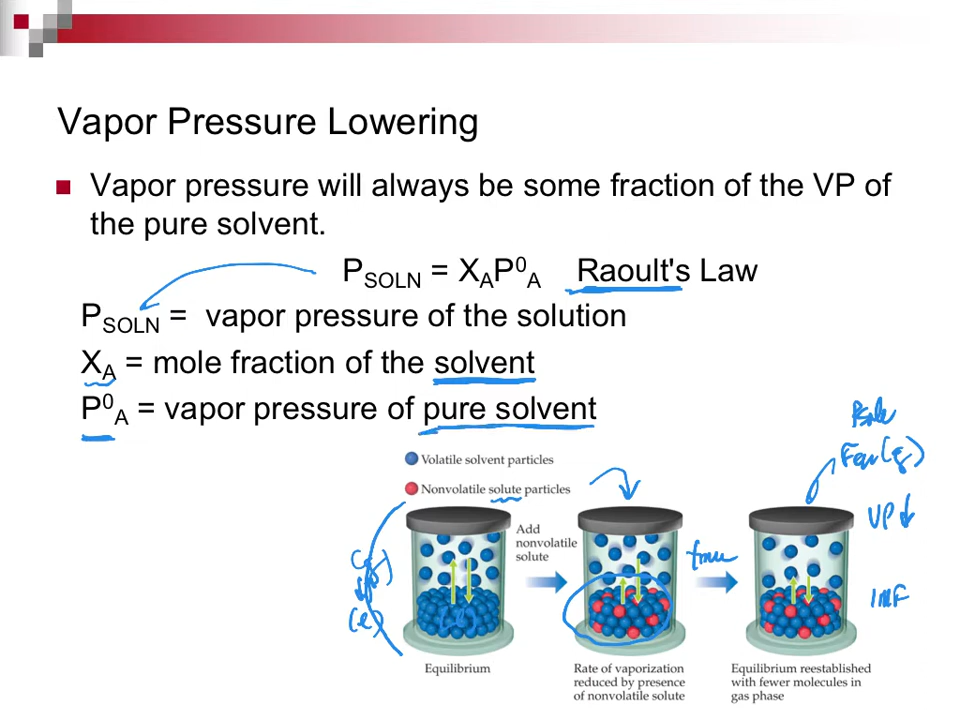 Vapor Pressure Lowering
Vapor pressure will always be some fraction of the VP of
the pure solvent.
P_SOLN = X_A P⁰_A Raoult's Law
P_SOLN = vapor pressure of the solution
X_A = mole fraction of the solvent
P⁰_A = vapor pressure of pure solvent
Volatile solvent particles
Nonvolatile solute particles
Add
nonvolatile
solute
Equilibrium
Rate of vaporization
reduced by presence
of nonvolatile solute
Equilibrium reestablished
with fewer molecules in
gas phase
(g)
(l)
(l)
time
Few (g)
VP↓
IMF